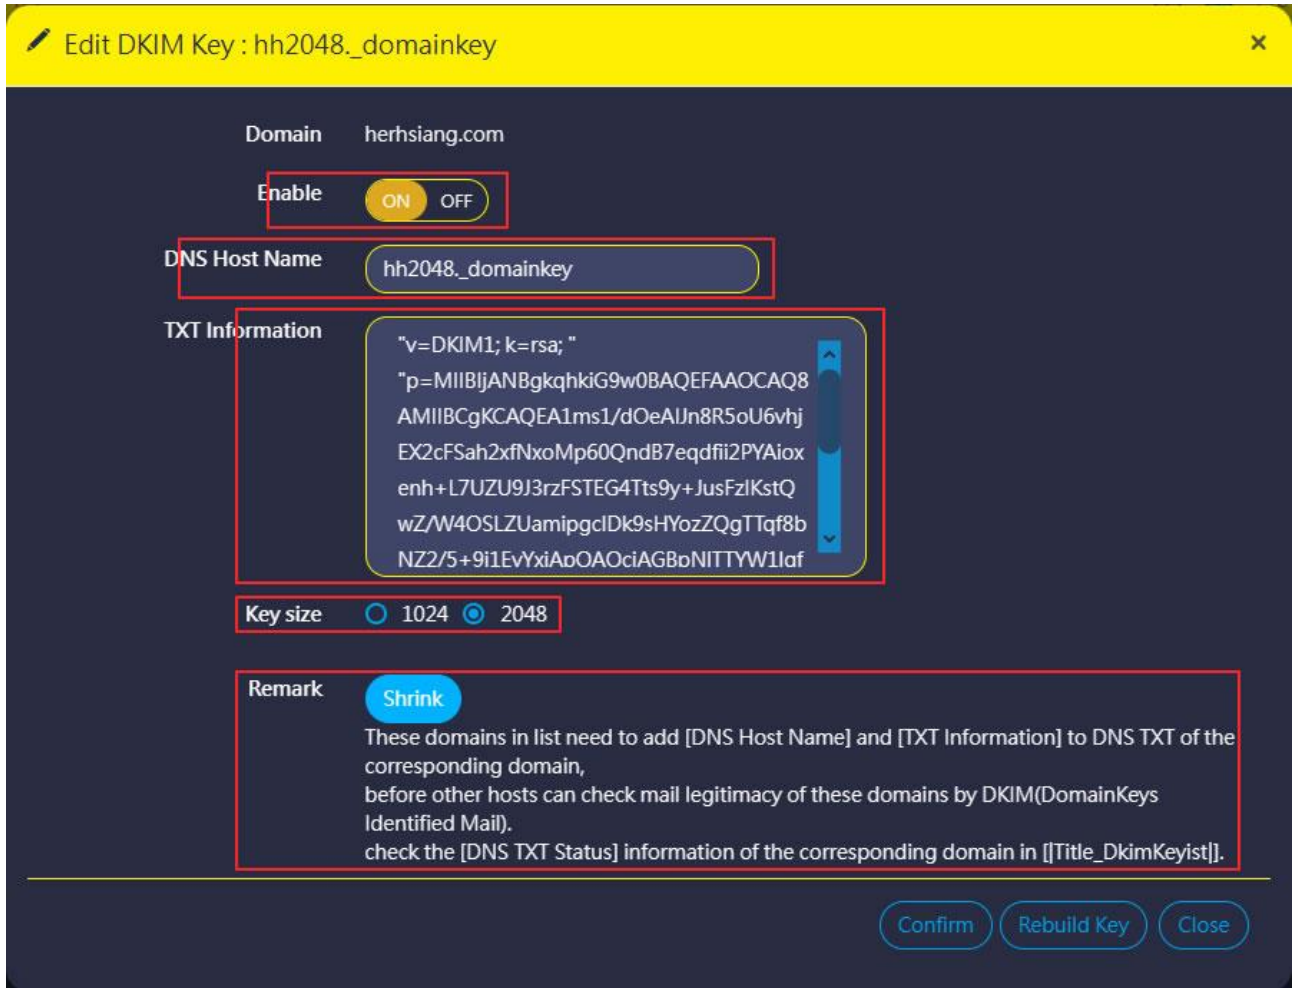 Edit DKIM Key : hh2048._domainkey ×
Domain herhsiang.com
Enable ON OFF
DNS Host Name hh2048._domainkey
TXT Information "v=DKIM1; k=rsa; "
"p=MIIBIjANBgkqhkiG9w0BAQEFAAOCAQ8
AMIIBCgKCAQEA1ms1/dOeAIJn8R5oU6vhj
EX2cFSah2xfNxoMp60QndB7eqdfii2PYAiox
enh+L7UZU9J3rzFSTEG4Tts9y+JusFzIKstQ
wZ/W4OSLZUamipgcIDk9sHYozZQgTTqf8b
NZ2/5+9i1EvYxiApOAOciAGBpNITTYW1Iqf
Key size 1024 2048
Remark Shrink
These domains in list need to add [DNS Host Name] and [TXT Information] to DNS TXT of the
corresponding domain,
before other hosts can check mail legitimacy of these domains by DKIM(DomainKeys
Identified Mail).
check the [DNS TXT Status] information of the corresponding domain in [|Title_DkimKeyist|].
Confirm Rebuild Key Close